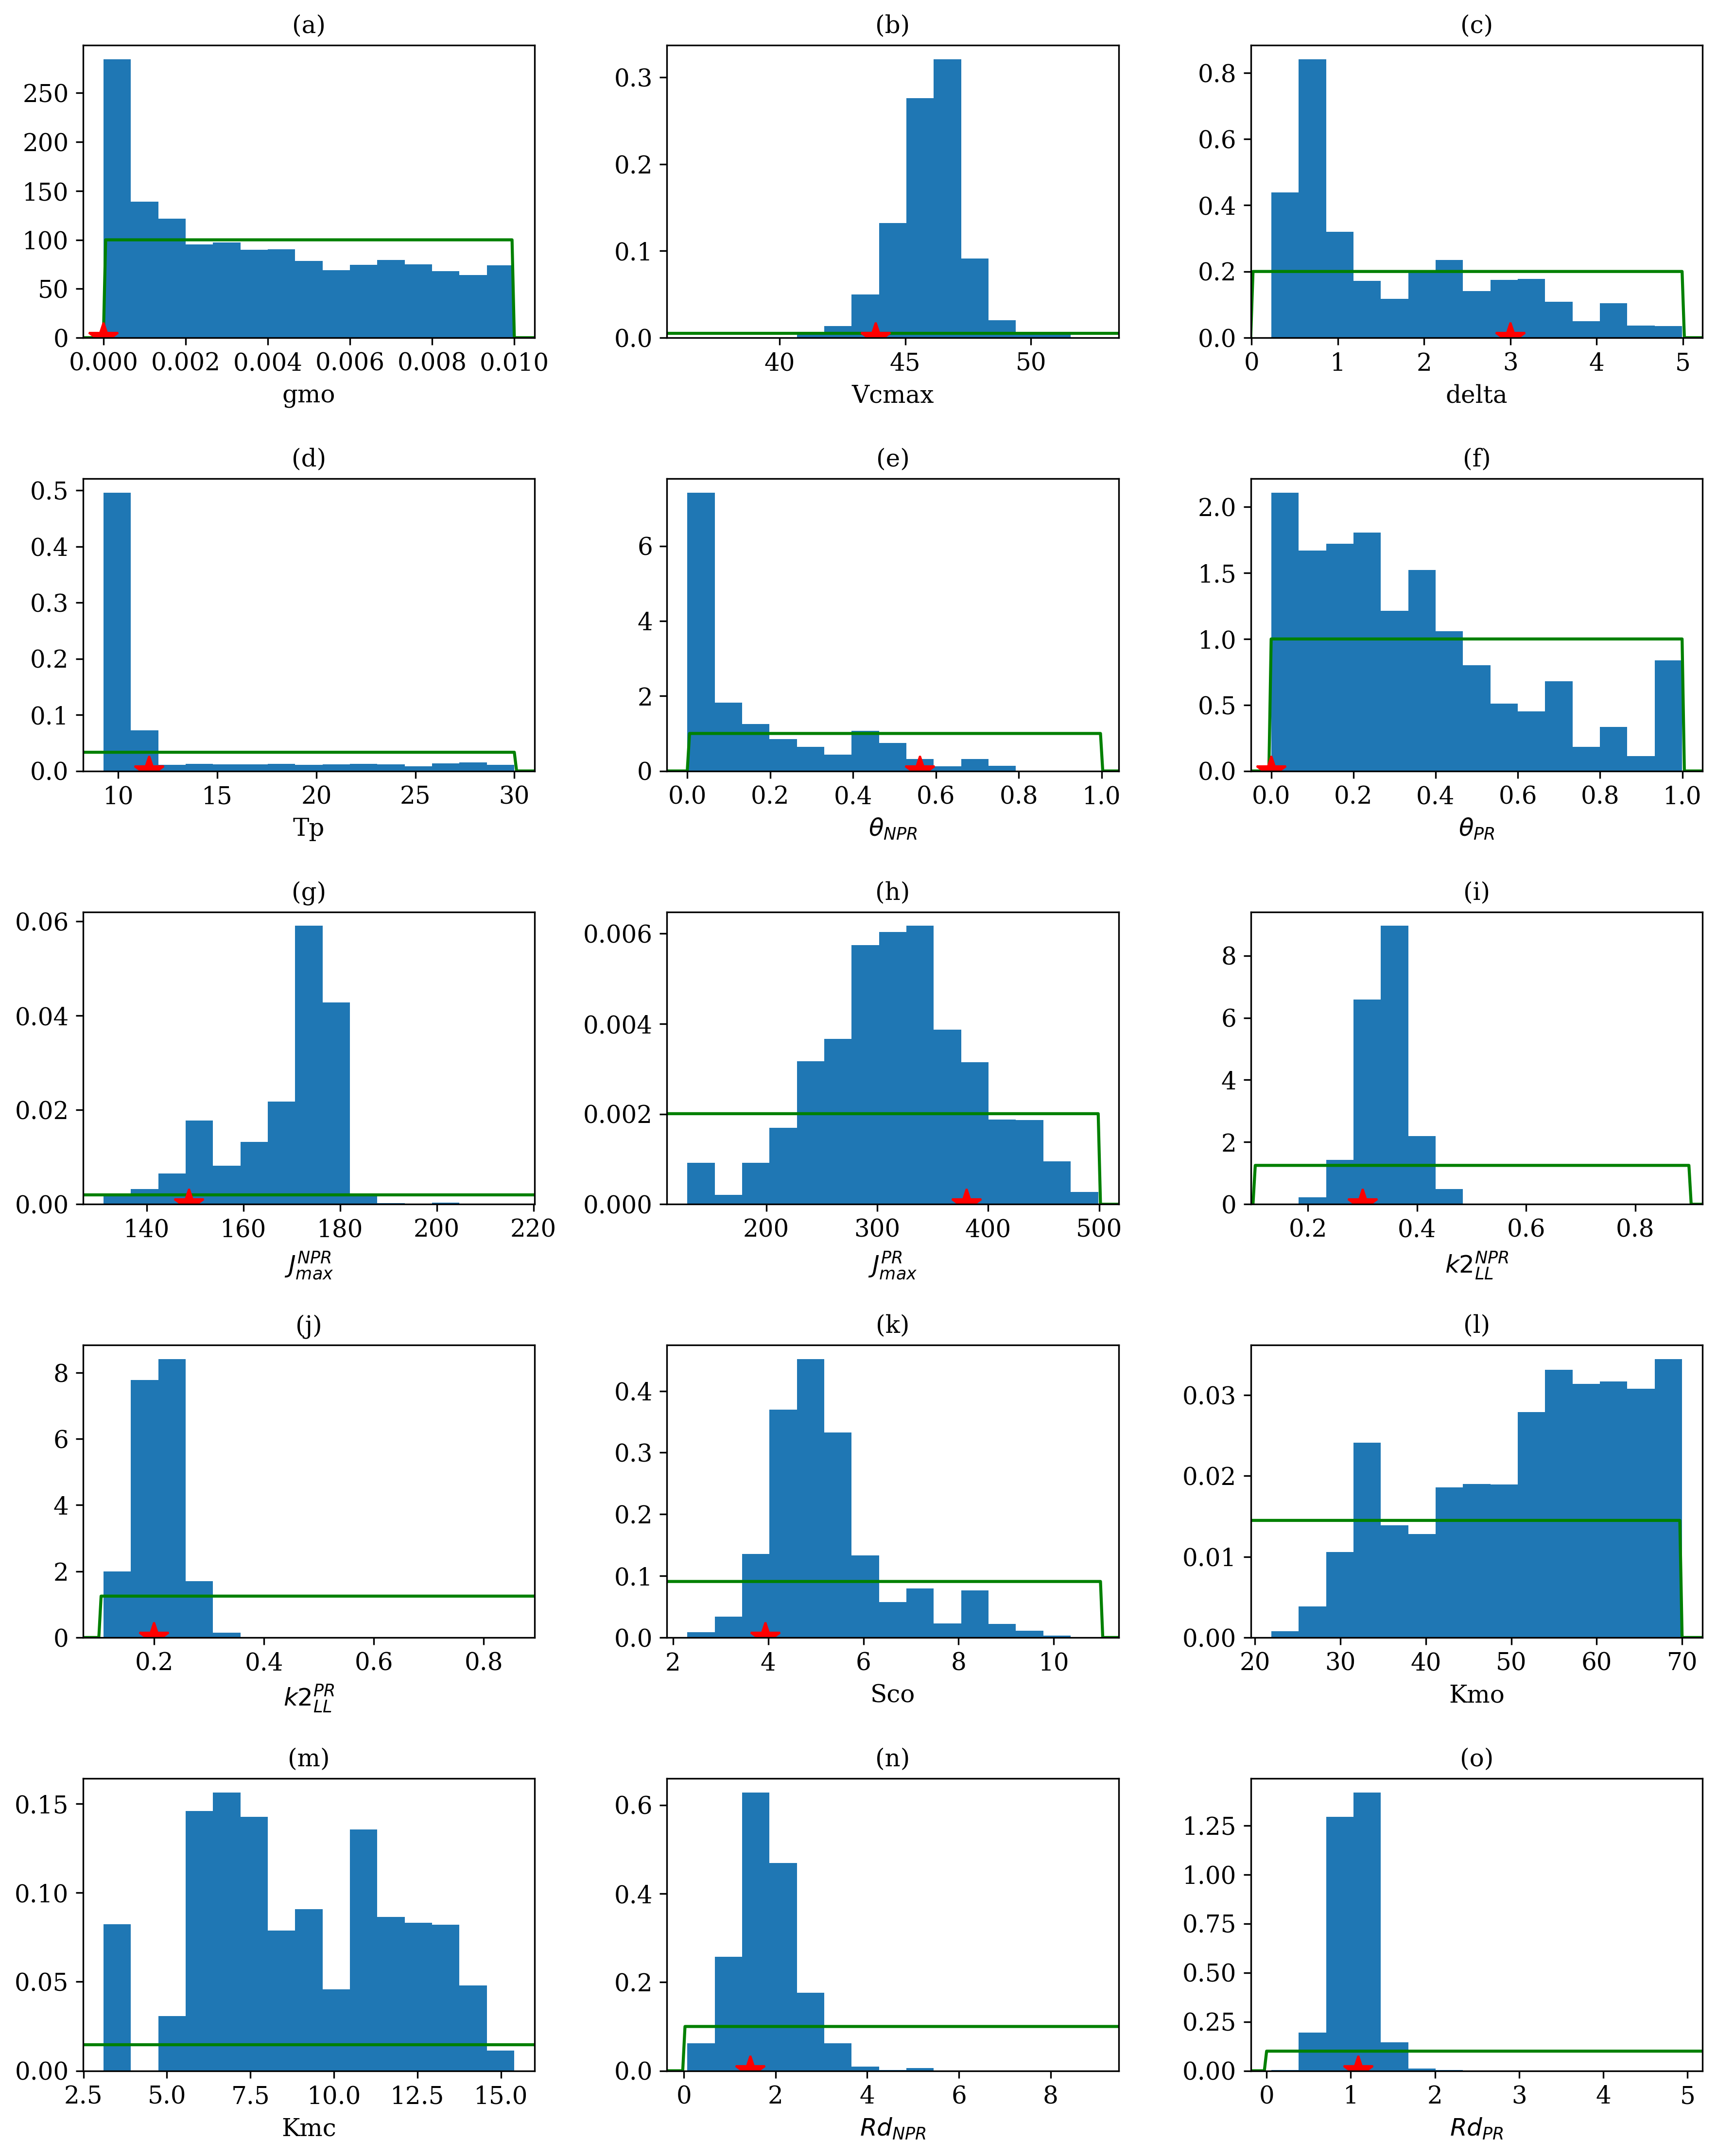 (a) (b) (c)
250
200
150
100
50
0
0.000 0.002 0.004 0.006 0.008 0.010
gmo
0.3
0.2
0.1
0.0
40 45 50
Vcmax
0.8
0.6
0.4
0.2
0.0
0 1 2 3 4 5
delta
(d) (e) (f)
0.5
0.4
0.3
0.2
0.1
0.0
10 15 20 25 30
Tp
6
4
2
0
0.0 0.2 0.4 0.6 0.8 1.0
θ_NPR
2.0
1.5
1.0
0.5
0.0
0.0 0.2 0.4 0.6 0.8 1.0
θ_PR
(g) (h) (i)
0.06
0.04
0.02
0.00
140 160 180 200 220
J_max^NPR
0.006
0.004
0.002
0.000
200 300 400 500
J_max^PR
8
6
4
2
0
0.2 0.4 0.6 0.8
k2_LL^NPR
(j) (k) (l)
8
6
4
2
0
0.2 0.4 0.6 0.8
k2_LL^PR
0.4
0.3
0.2
0.1
0.0
2 4 6 8 10
Sco
0.03
0.02
0.01
0.00
20 30 40 50 60 70
Kmo
(m) (n) (o)
0.15
0.10
0.05
0.00
2.5 5.0 7.5 10.0 12.5 15.0
Kmc
0.6
0.4
0.2
0.0
0 2 4 6 8
Rd_NPR
1.25
1.00
0.75
0.50
0.25
0.00
0 1 2 3 4 5
Rd_PR